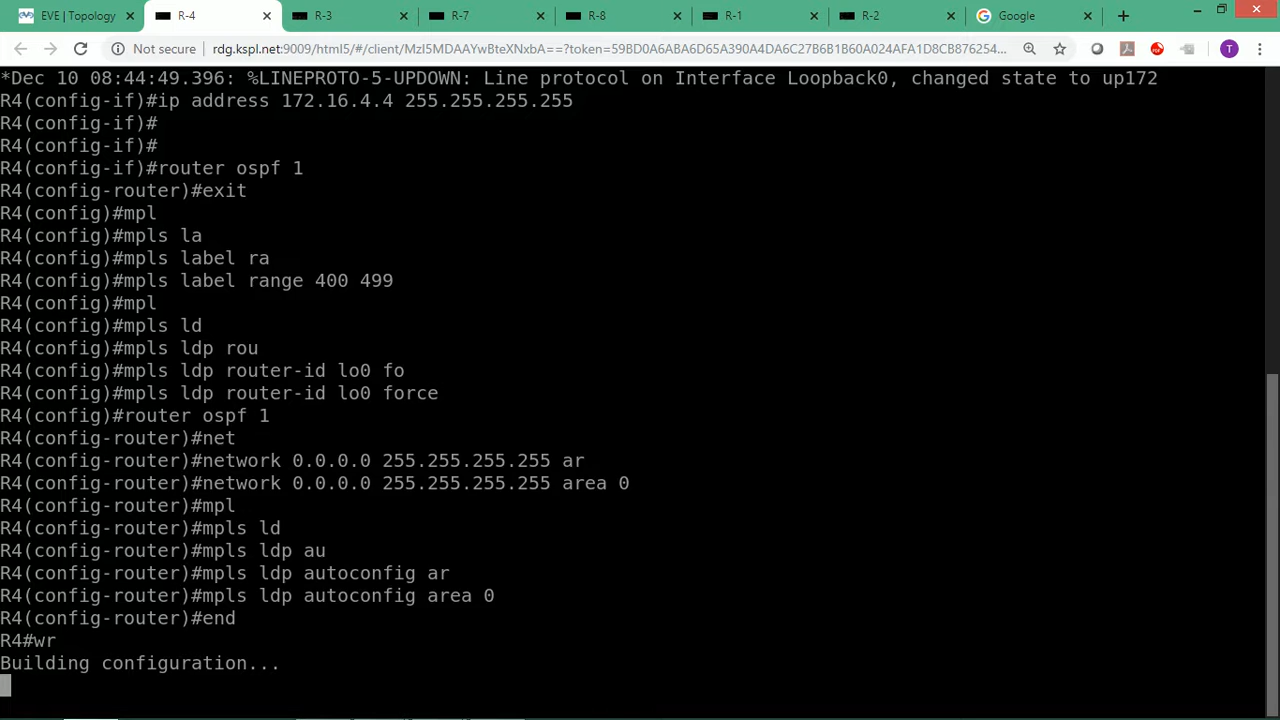 EVE | Topology
R-4
R-3
R-7
R-8
R-1
R-2
Google
Not secure
rdg.kspl.net:9009/html5/#/client/MzI5MDAAYwBteXNxbA==?token=59BD0A6ABA6D65A390A4DA6C27B6B1B60A024AFA1D8CB876254...
T
*Dec 10 08:44:49.396: %LINEPROTO-5-UPDOWN: Line protocol on Interface Loopback0, changed state to up172
R4(config-if)#ip address 172.16.4.4 255.255.255.255
R4(config-if)#
R4(config-if)#
R4(config-if)#router ospf 1
R4(config-router)#exit
R4(config)#mpl
R4(config)#mpls la
R4(config)#mpls label ra
R4(config)#mpls label range 400 499
R4(config)#mpl
R4(config)#mpls ld
R4(config)#mpls ldp rou
R4(config)#mpls ldp router-id lo0 fo
R4(config)#mpls ldp router-id lo0 force
R4(config)#router ospf 1
R4(config-router)#net
R4(config-router)#network 0.0.0.0 255.255.255.255 ar
R4(config-router)#network 0.0.0.0 255.255.255.255 area 0
R4(config-router)#mpl
R4(config-router)#mpls ld
R4(config-router)#mpls ldp au
R4(config-router)#mpls ldp autoconfig ar
R4(config-router)#mpls ldp autoconfig area 0
R4(config-router)#end
R4#wr
Building configuration...